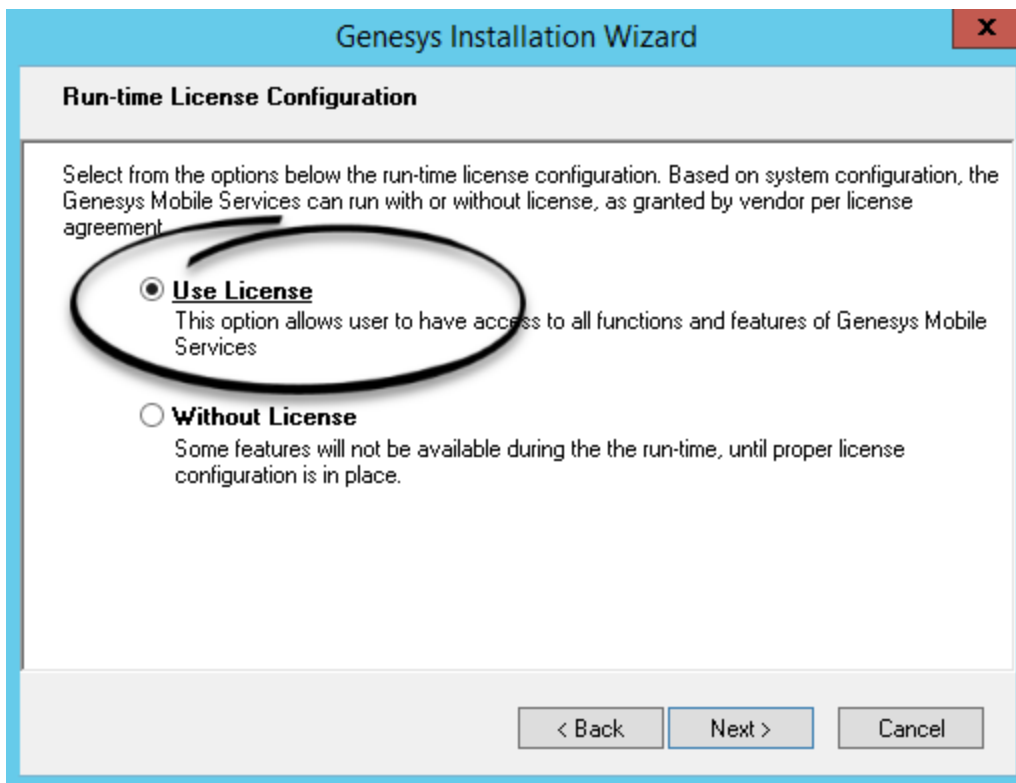 Genesys Installation Wizard
x
Run-time License Configuration
Select from the options below the run-time license configuration. Based on system configuration, the
Genesys Mobile Services can run with or without license, as granted by vendor per license
agreement.
Use License
This option allows user to have access to all functions and features of Genesys Mobile
Services
Without License
Some features will not be available during the the run-time, until proper license
configuration is in place.
< Back
Next >
Cancel